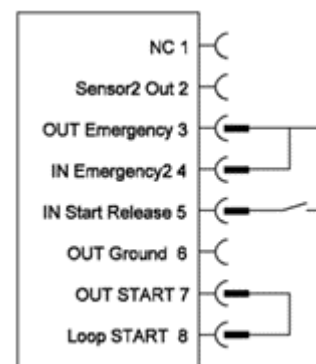 NC 1
Sensor2 Out 2
OUT Emergency 3
IN Emergency2 4
IN Start Release 5
OUT Ground 6
OUT START 7
Loop START 8